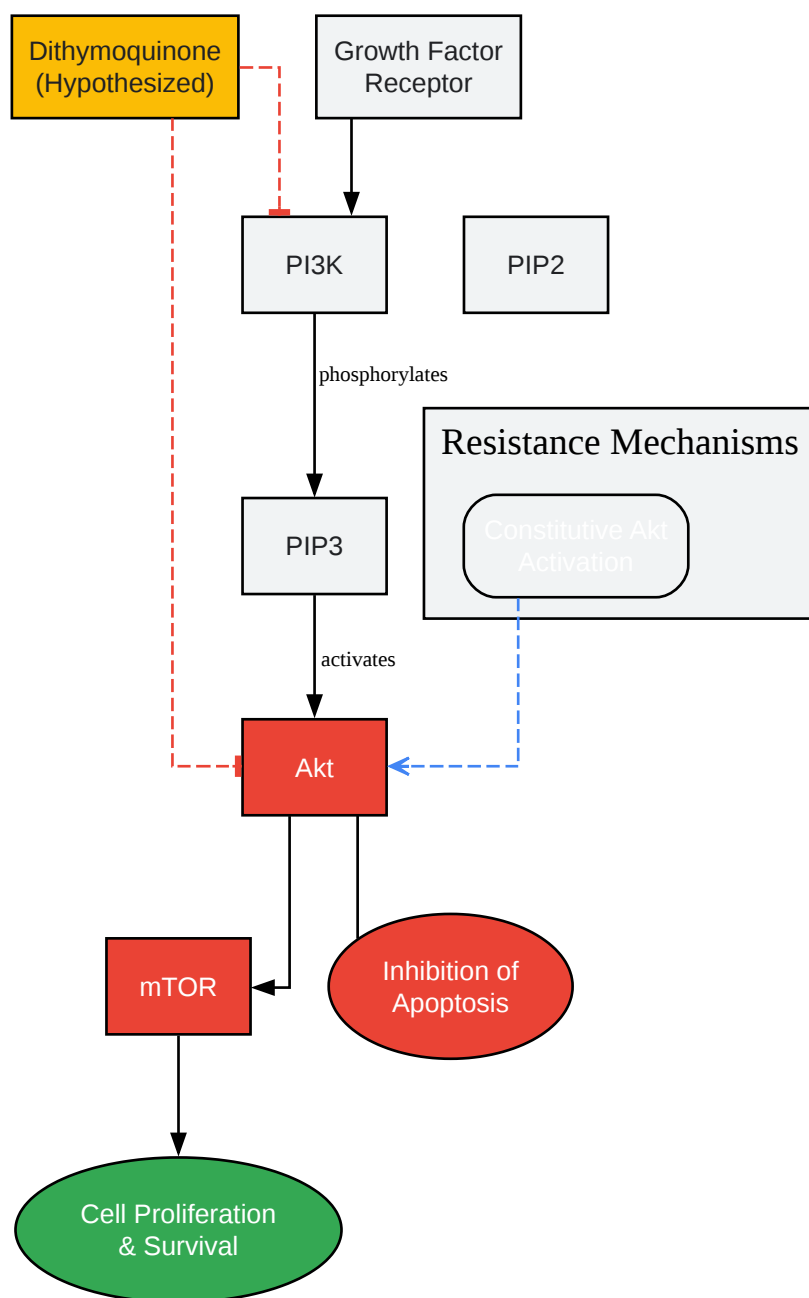 Dithymoquinone
(Hypothesized)
Growth Factor
Receptor
PI3K
PIP2
phosphorylates
Resistance Mechanisms
Constitutive Akt
Activation
PIP3
activates
Akt
mTOR
Inhibition of
Apoptosis
Cell Proliferation
& Survival